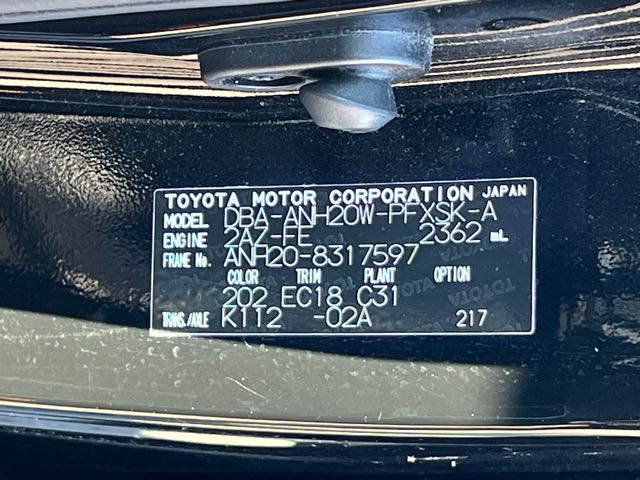 TOYOTA MOTOR CORPORATION JAPAN
MODEL DBA-ANH20W-PFXSK-A
ENGINE 2AZ-FE 2362 mL
FRAME No. ANH20-8317597
COLOR TRIM PLANT OPTION
202 EC18 C31
TRANS./AXLE K112 -02A 217